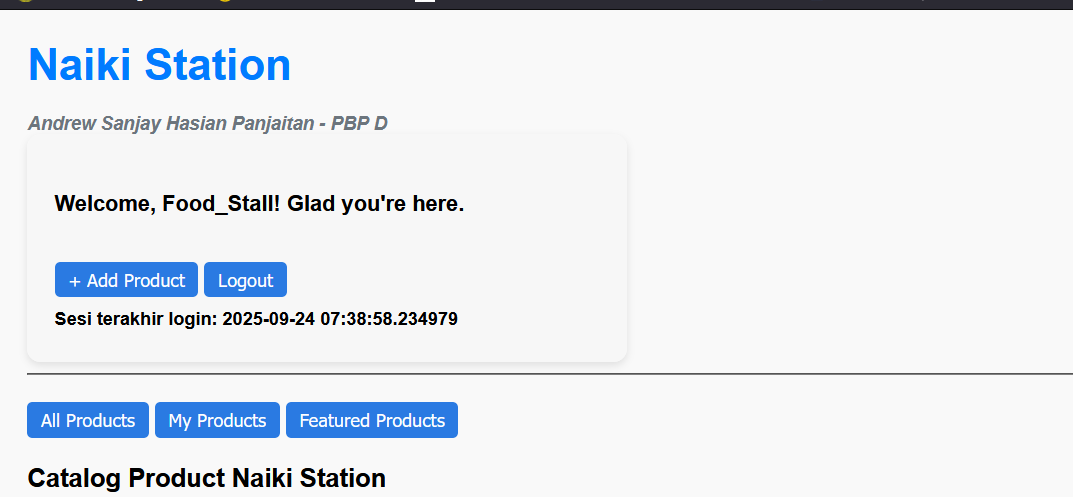 Naiki Station
Andrew Sanjay Hasian Panjaitan - PBP D
Welcome, Food_Stall! Glad you're here.
+ Add Product Logout
Sesi terakhir login: 2025-09-24 07:38:58.234979
All Products My Products Featured Products
Catalog Product Naiki Station